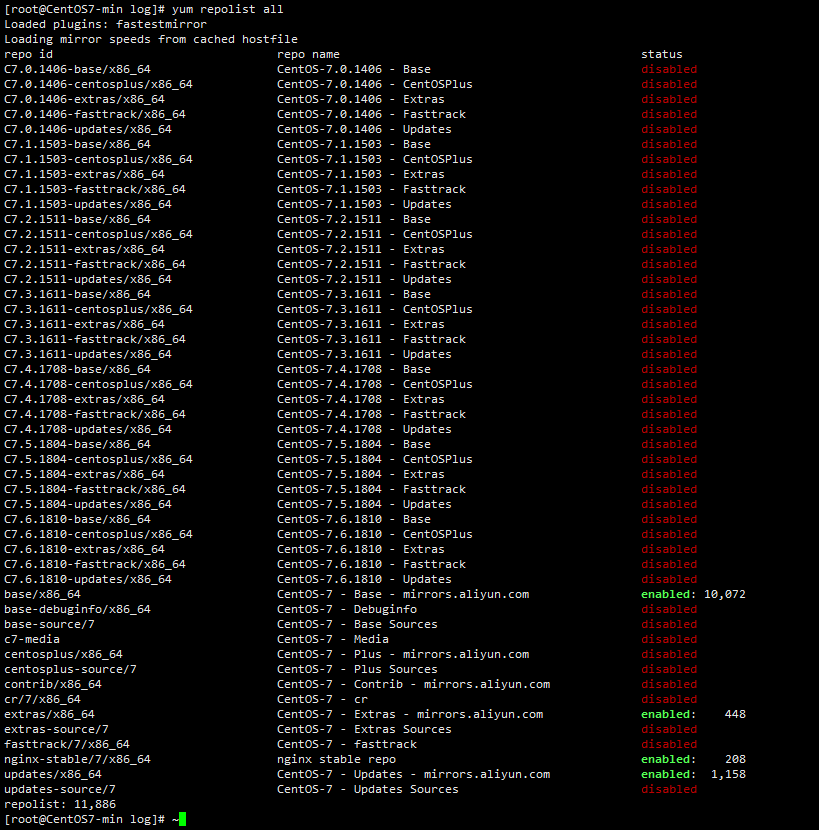 [root@CentOS7-min log]# yum repolist all
Loaded plugins: fastestmirror
Loading mirror speeds from cached hostfile
repo id repo name status
C7.0.1406-base/x86_64 CentOS-7.0.1406 - Base disabled
C7.0.1406-centosplus/x86_64 CentOS-7.0.1406 - CentOSPlus disabled
C7.0.1406-extras/x86_64 CentOS-7.0.1406 - Extras disabled
C7.0.1406-fasttrack/x86_64 CentOS-7.0.1406 - Fasttrack disabled
C7.0.1406-updates/x86_64 CentOS-7.0.1406 - Updates disabled
C7.1.1503-base/x86_64 CentOS-7.1.1503 - Base disabled
C7.1.1503-centosplus/x86_64 CentOS-7.1.1503 - CentOSPlus disabled
C7.1.1503-extras/x86_64 CentOS-7.1.1503 - Extras disabled
C7.1.1503-fasttrack/x86_64 CentOS-7.1.1503 - Fasttrack disabled
C7.1.1503-updates/x86_64 CentOS-7.1.1503 - Updates disabled
C7.2.1511-base/x86_64 CentOS-7.2.1511 - Base disabled
C7.2.1511-centosplus/x86_64 CentOS-7.2.1511 - CentOSPlus disabled
C7.2.1511-extras/x86_64 CentOS-7.2.1511 - Extras disabled
C7.2.1511-fasttrack/x86_64 CentOS-7.2.1511 - Fasttrack disabled
C7.2.1511-updates/x86_64 CentOS-7.2.1511 - Updates disabled
C7.3.1611-base/x86_64 CentOS-7.3.1611 - Base disabled
C7.3.1611-centosplus/x86_64 CentOS-7.3.1611 - CentOSPlus disabled
C7.3.1611-extras/x86_64 CentOS-7.3.1611 - Extras disabled
C7.3.1611-fasttrack/x86_64 CentOS-7.3.1611 - Fasttrack disabled
C7.3.1611-updates/x86_64 CentOS-7.3.1611 - Updates disabled
C7.4.1708-base/x86_64 CentOS-7.4.1708 - Base disabled
C7.4.1708-centosplus/x86_64 CentOS-7.4.1708 - CentOSPlus disabled
C7.4.1708-extras/x86_64 CentOS-7.4.1708 - Extras disabled
C7.4.1708-fasttrack/x86_64 CentOS-7.4.1708 - Fasttrack disabled
C7.4.1708-updates/x86_64 CentOS-7.4.1708 - Updates disabled
C7.5.1804-base/x86_64 CentOS-7.5.1804 - Base disabled
C7.5.1804-centosplus/x86_64 CentOS-7.5.1804 - CentOSPlus disabled
C7.5.1804-extras/x86_64 CentOS-7.5.1804 - Extras disabled
C7.5.1804-fasttrack/x86_64 CentOS-7.5.1804 - Fasttrack disabled
C7.5.1804-updates/x86_64 CentOS-7.5.1804 - Updates disabled
C7.6.1810-base/x86_64 CentOS-7.6.1810 - Base disabled
C7.6.1810-centosplus/x86_64 CentOS-7.6.1810 - CentOSPlus disabled
C7.6.1810-extras/x86_64 CentOS-7.6.1810 - Extras disabled
C7.6.1810-fasttrack/x86_64 CentOS-7.6.1810 - Fasttrack disabled
C7.6.1810-updates/x86_64 CentOS-7.6.1810 - Updates disabled
base/x86_64 CentOS-7 - Base - mirrors.aliyun.com enabled: 10,072
base-debuginfo/x86_64 CentOS-7 - Debuginfo disabled
base-source/7 CentOS-7 - Base Sources disabled
c7-media CentOS-7 - Media disabled
centosplus/x86_64 CentOS-7 - Plus - mirrors.aliyun.com disabled
centosplus-source/7 CentOS-7 - Plus Sources disabled
contrib/x86_64 CentOS-7 - Contrib - mirrors.aliyun.com disabled
cr/7/x86_64 CentOS-7 - cr disabled
extras/x86_64 CentOS-7 - Extras - mirrors.aliyun.com enabled: 448
extras-source/7 CentOS-7 - Extras Sources disabled
fasttrack/7/x86_64 CentOS-7 - fasttrack disabled
nginx-stable/7/x86_64 nginx stable repo enabled: 208
updates/x86_64 CentOS-7 - Updates - mirrors.aliyun.com enabled: 1,158
updates-source/7 CentOS-7 - Updates Sources disabled
repolist: 11,886
[root@CentOS7-min log]# ~